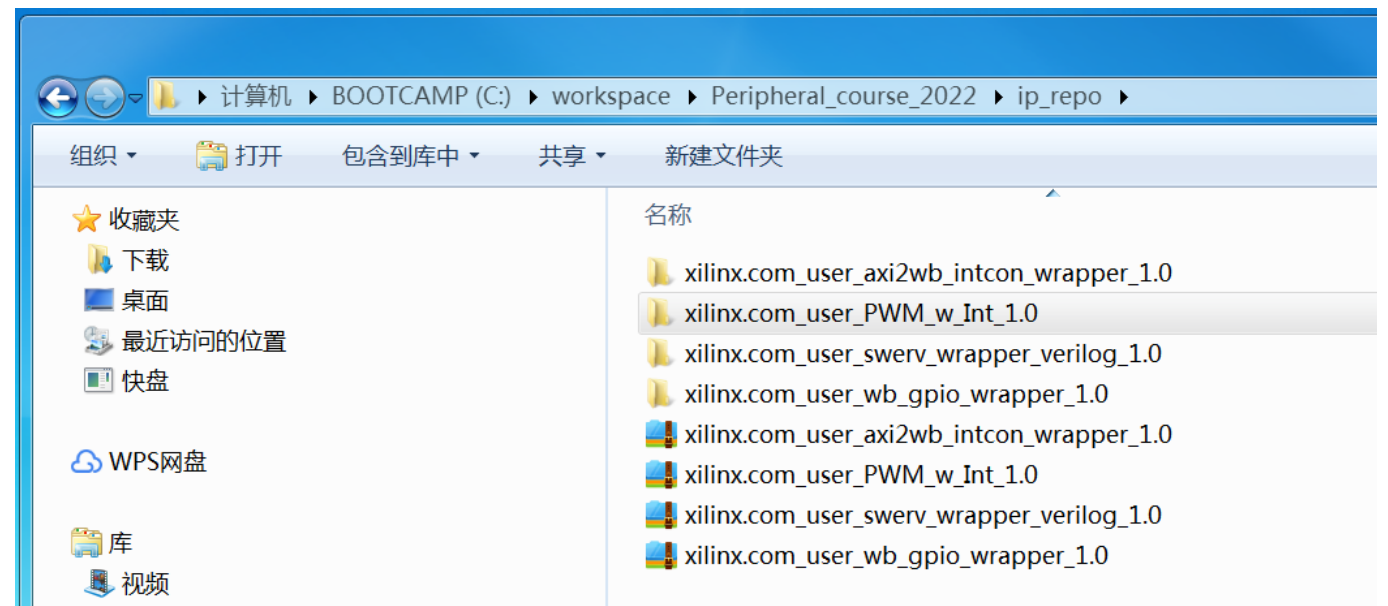 计算机 BOOTCAMP (C:) workspace Peripheral_course_2022 ip_repo
组织 打开 包含到库中 共享 新建文件夹
收藏夹
下载
桌面
最近访问的位置
快盘
WPS网盘
库
视频
名称
xilinx.com_user_axi2wb_intcon_wrapper_1.0
xilinx.com_user_PWM_w_Int_1.0
xilinx.com_user_swerv_wrapper_verilog_1.0
xilinx.com_user_wb_gpio_wrapper_1.0
xilinx.com_user_axi2wb_intcon_wrapper_1.0
xilinx.com_user_PWM_w_Int_1.0
xilinx.com_user_swerv_wrapper_verilog_1.0
xilinx.com_user_wb_gpio_wrapper_1.0